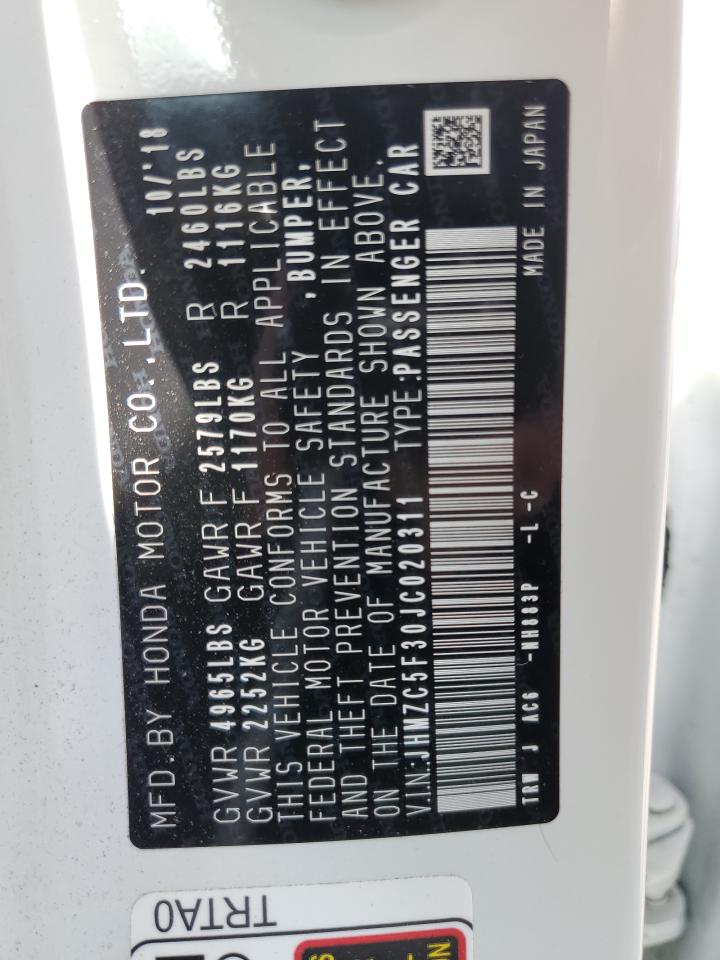 MFD.BY HONDA MOTOR CO.,LTD. 10/'18
GVWR 4965LBS GAWR F 2579LBS R 2460LBS
GVWR 2252KG GAWR F 1170KG R 1116KG
THIS VEHICLE CONFORMS TO ALL APPLICABLE
FEDERAL MOTOR VEHICLE SAFETY ,BUMPER,
AND THEFT PREVENTION STANDARDS IN EFFECT
ON THE DATE OF MANUFACTURE SHOWN ABOVE.
V.I.N:JHMZC5F30JC020311 TYPE:PASSENGER CAR
TRW J AC6 -NH883P -L -C MADE IN JAPAN
TRTA0